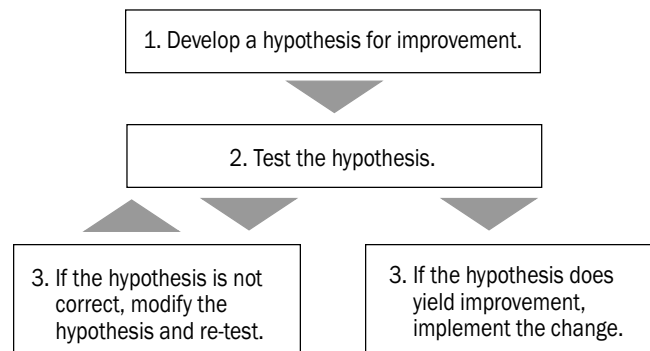 1. Develop a hypothesis for improvement.
2. Test the hypothesis.
3. If the hypothesis is not
correct, modify the
hypothesis and re-test.
3. If the hypothesis does
yield improvement,
implement the change.